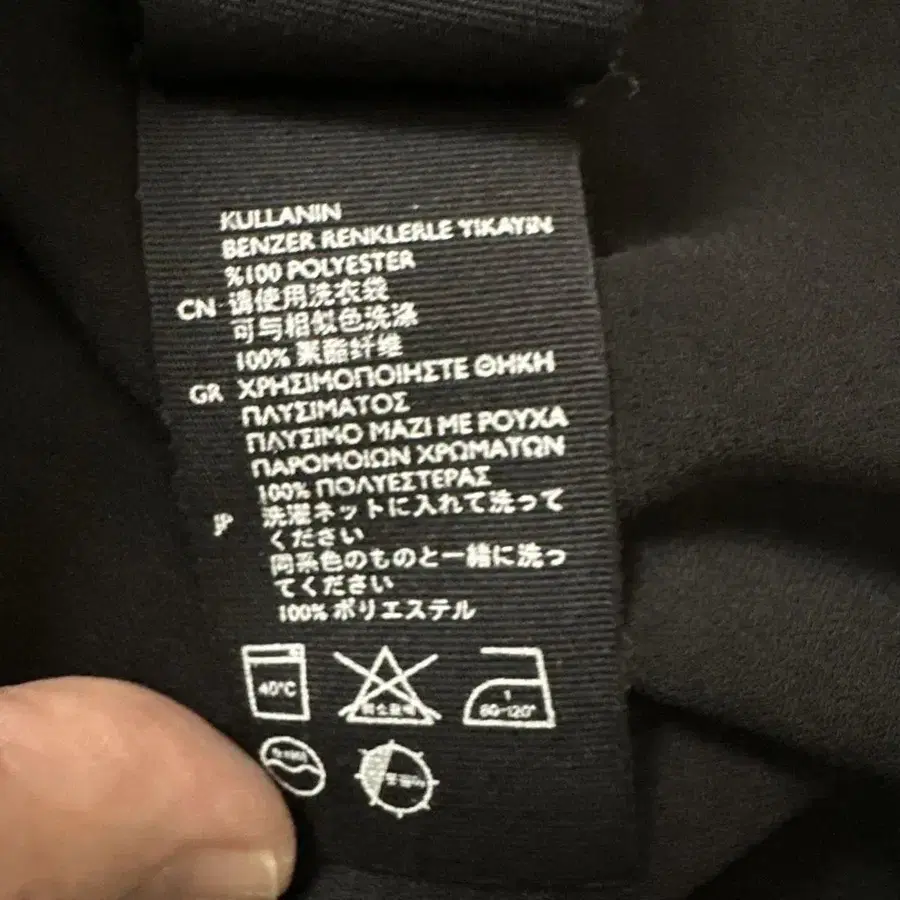 KULLANIN
BENZER RENKLERLE YIKAYIN
%100 POLYESTER
CN 请使用洗衣袋
可与相似色洗涤
100% 聚酯纤维
GR ΧΡΗΣΙΜΟΠΟΙΗΣΤΕ ΘΗΚΗ
ΠΛΥΣΙΜΑΤΟΣ
ΠΛΥΣΙΜΟ ΜΑΖΙ ΜΕ ΡΟΥΧΑ
ΠΑΡΟΜΟΙΩΝ ΧΡΩΜΑΤΩΝ
100% ΠΟΛΥΕΣΤΕΡΑΣ
JP 洗濯ネットに入れて洗って
ください
同系色のものと一緒に洗っ
てください
100% ポリエステル
40°C
1
80-120°